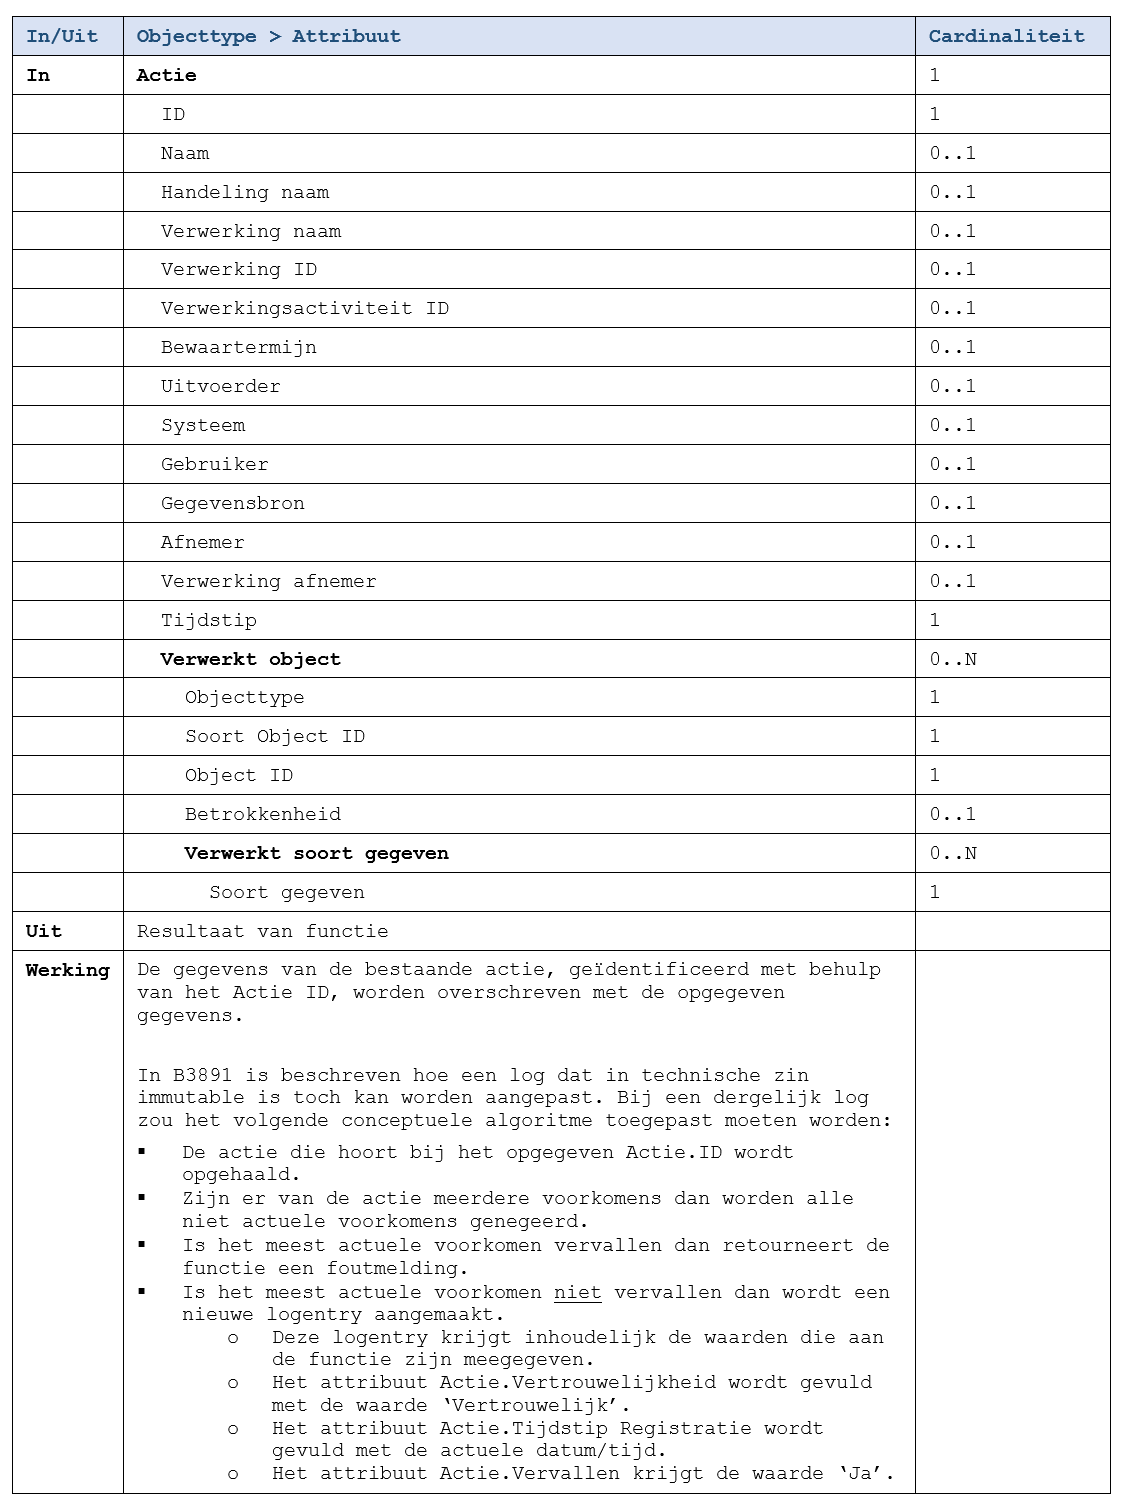 In/Uit Objecttype > Attribuut Cardinaliteit
In Actie 1
ID 1
Naam 0..1
Handeling naam 0..1
Verwerking naam 0..1
Verwerking ID 0..1
Verwerkingsactiviteit ID 0..1
Bewaartermijn 0..1
Uitvoerder 0..1
Systeem 0..1
Gebruiker 0..1
Gegevensbron 0..1
Afnemer 0..1
Verwerking afnemer 0..1
Tijdstip 1
Verwerkt object 0..N
Objecttype 1
Soort Object ID 1
Object ID 1
Betrokkenheid 0..1
Verwerkt soort gegeven 0..N
Soort gegeven 1
Uit Resultaat van functie
Werking De gegevens van de bestaande actie, geïdentificeerd met behulp
van het Actie ID, worden overschreven met de opgegeven
gegevens.
In B3891 is beschreven hoe een log dat in technische zin
immutable is toch kan worden aangepast. Bij een dergelijk log
zou het volgende conceptuele algoritme toegepast moeten worden:
▪ De actie die hoort bij het opgegeven Actie.ID wordt
opgehaald.
▪ Zijn er van de actie meerdere voorkomens dan worden alle
niet actuele voorkomens genegeerd.
▪ Is het meest actuele voorkomen vervallen dan retourneert de
functie een foutmelding.
▪ Is het meest actuele voorkomen niet vervallen dan wordt een
nieuwe logentry aangemaakt.
o Deze logentry krijgt inhoudelijk de waarden die aan
de functie zijn meegegeven.
o Het attribuut Actie.Vertrouwelijkheid wordt gevuld
met de waarde ‘Vertrouwelijk’.
o Het attribuut Actie.Tijdstip Registratie wordt
gevuld met de actuele datum/tijd.
o Het attribuut Actie.Vervallen krijgt de waarde ‘Ja’.